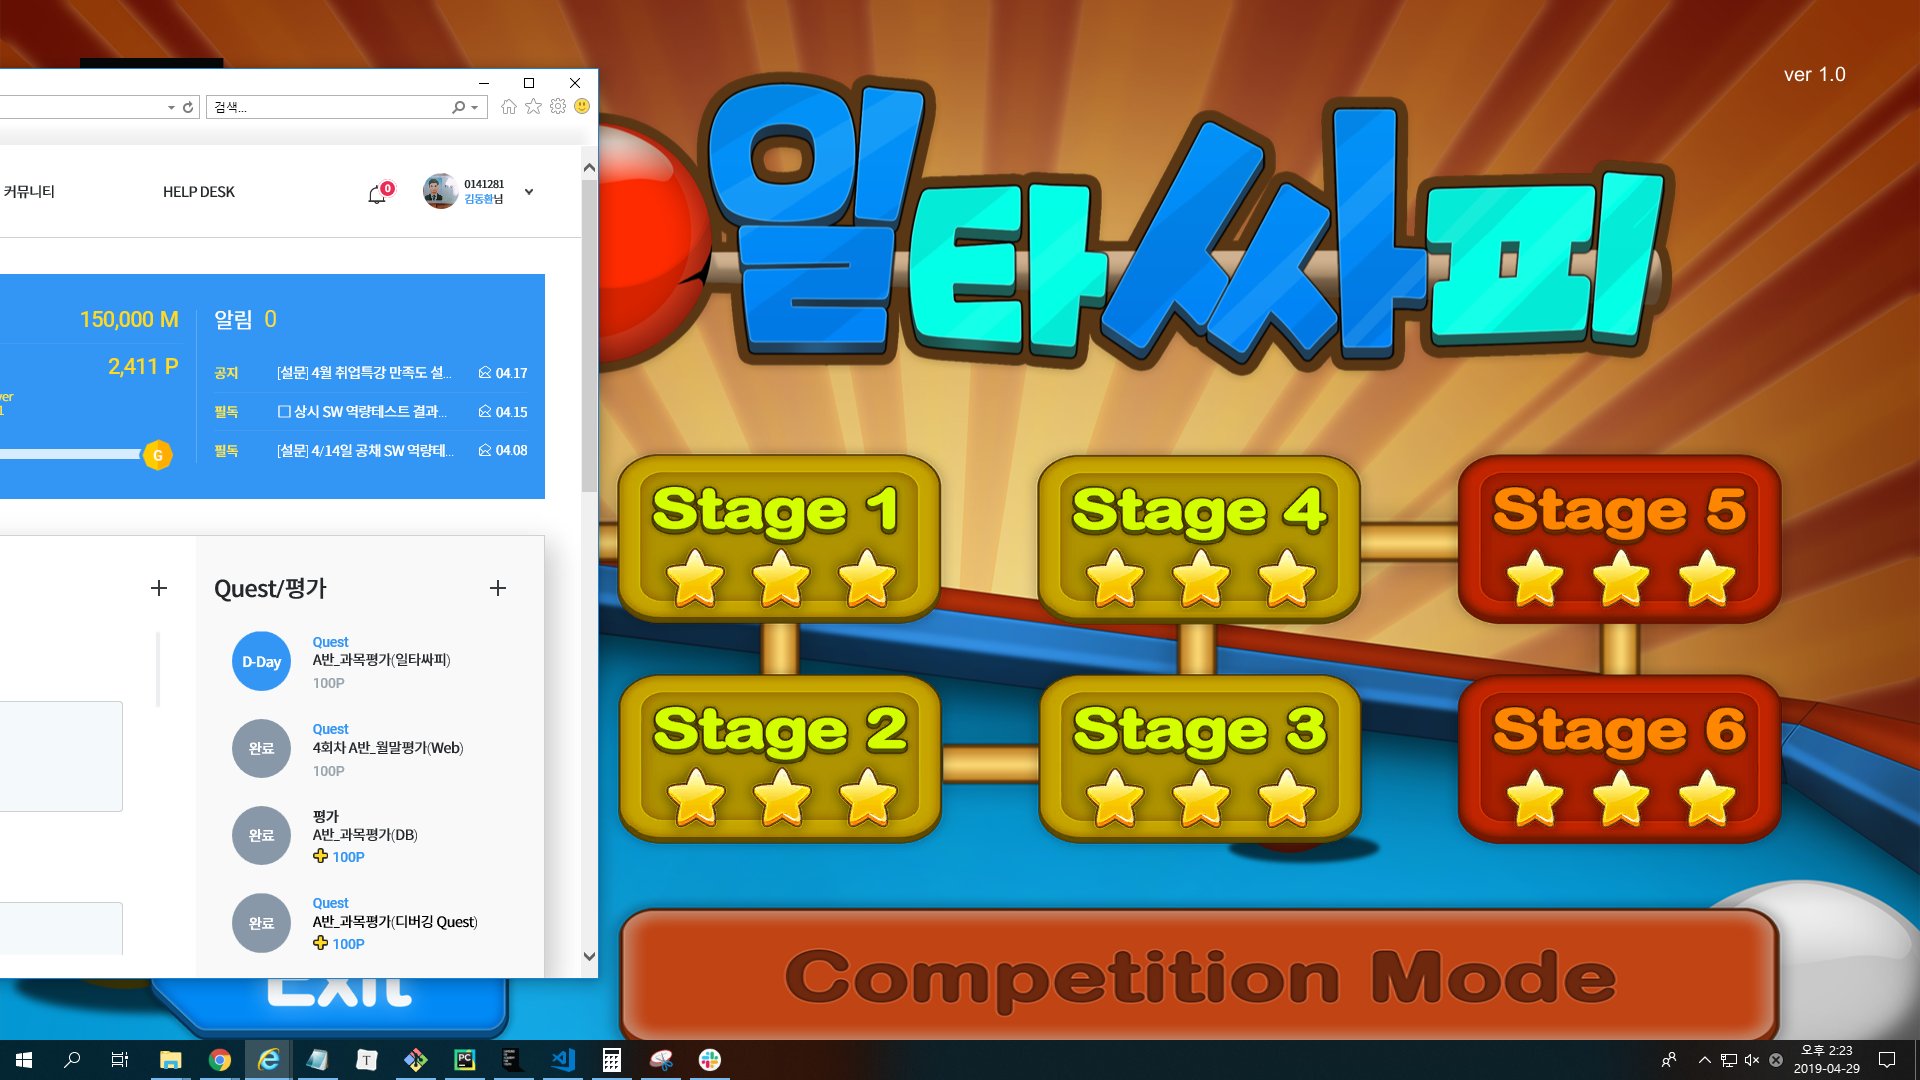 검색...
커뮤니티
HELP DESK
0
0141281
김동환님
150,000 M
2,411 P
알림 0
공지 [설문] 4월 취업특강 만족도 설... 04.17
필독 □ 상시 SW 역량테스트 결과... 04.15
필독 [설문] 4/14일 공채 SW 역량테... 04.08
G
Quest/평가
D-Day
Quest
A반_과목평가(일타싸피)
100P
완료
Quest
4회차 A반_월말평가(Web)
100P
완료
평가
A반_과목평가(DB)
100P
완료
Quest
A반_과목평가(디버깅 Quest)
100P
Exit
ver 1.0
일타싸피
Stage 1
Stage 4
Stage 5
Stage 2
Stage 3
Stage 6
Competition Mode
T
PC
오후 2:23
2019-04-29